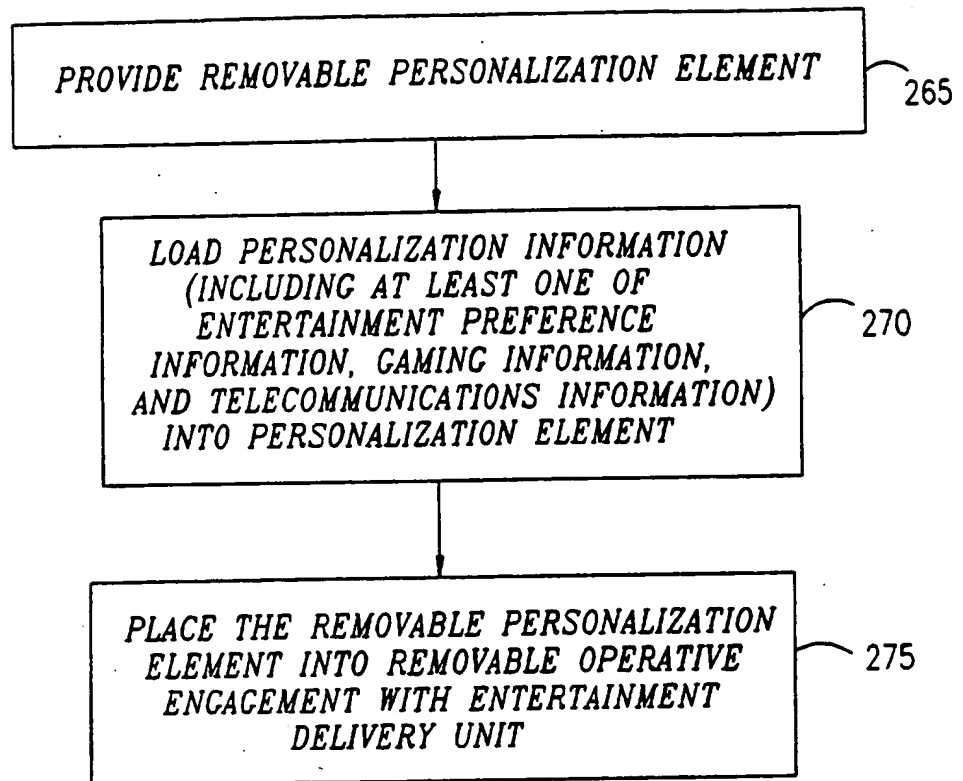 PROVIDE REMOVABLE PERSONALIZATION ELEMENT
265
LOAD PERSONALIZATION INFORMATION
(INCLUDING AT LEAST ONE OF
ENTERTAINMENT PREFERENCE
INFORMATION, GAMING INFORMATION,
AND TELECOMMUNICATIONS INFORMATION)
INTO PERSONALIZATION ELEMENT
270
PLACE THE REMOVABLE PERSONALIZATION
ELEMENT INTO REMOVABLE OPERATIVE
ENGAGEMENT WITH ENTERTAINMENT
DELIVERY UNIT
275